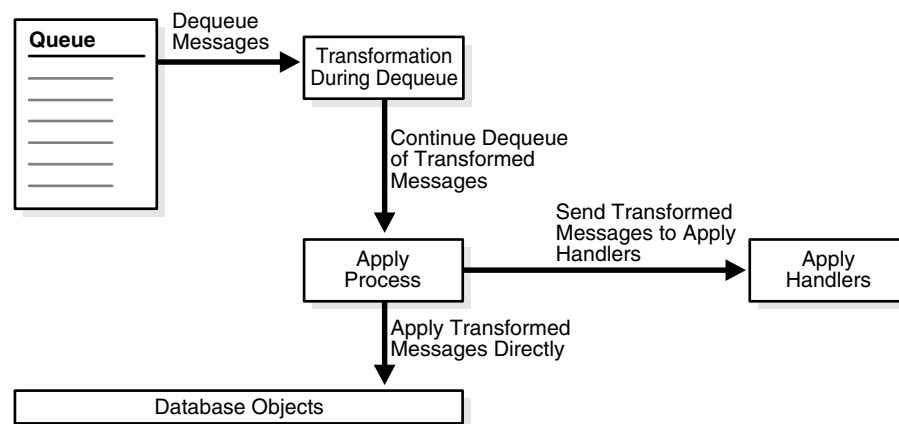 Queue
Dequeue
Messages
Transformation
During Dequeue
Continue Dequeue
of Transformed
Messages
Send Transformed
Messages to Apply
Handlers
Apply
Process
Apply
Handlers
Apply Transformed
Messages Directly
Database Objects